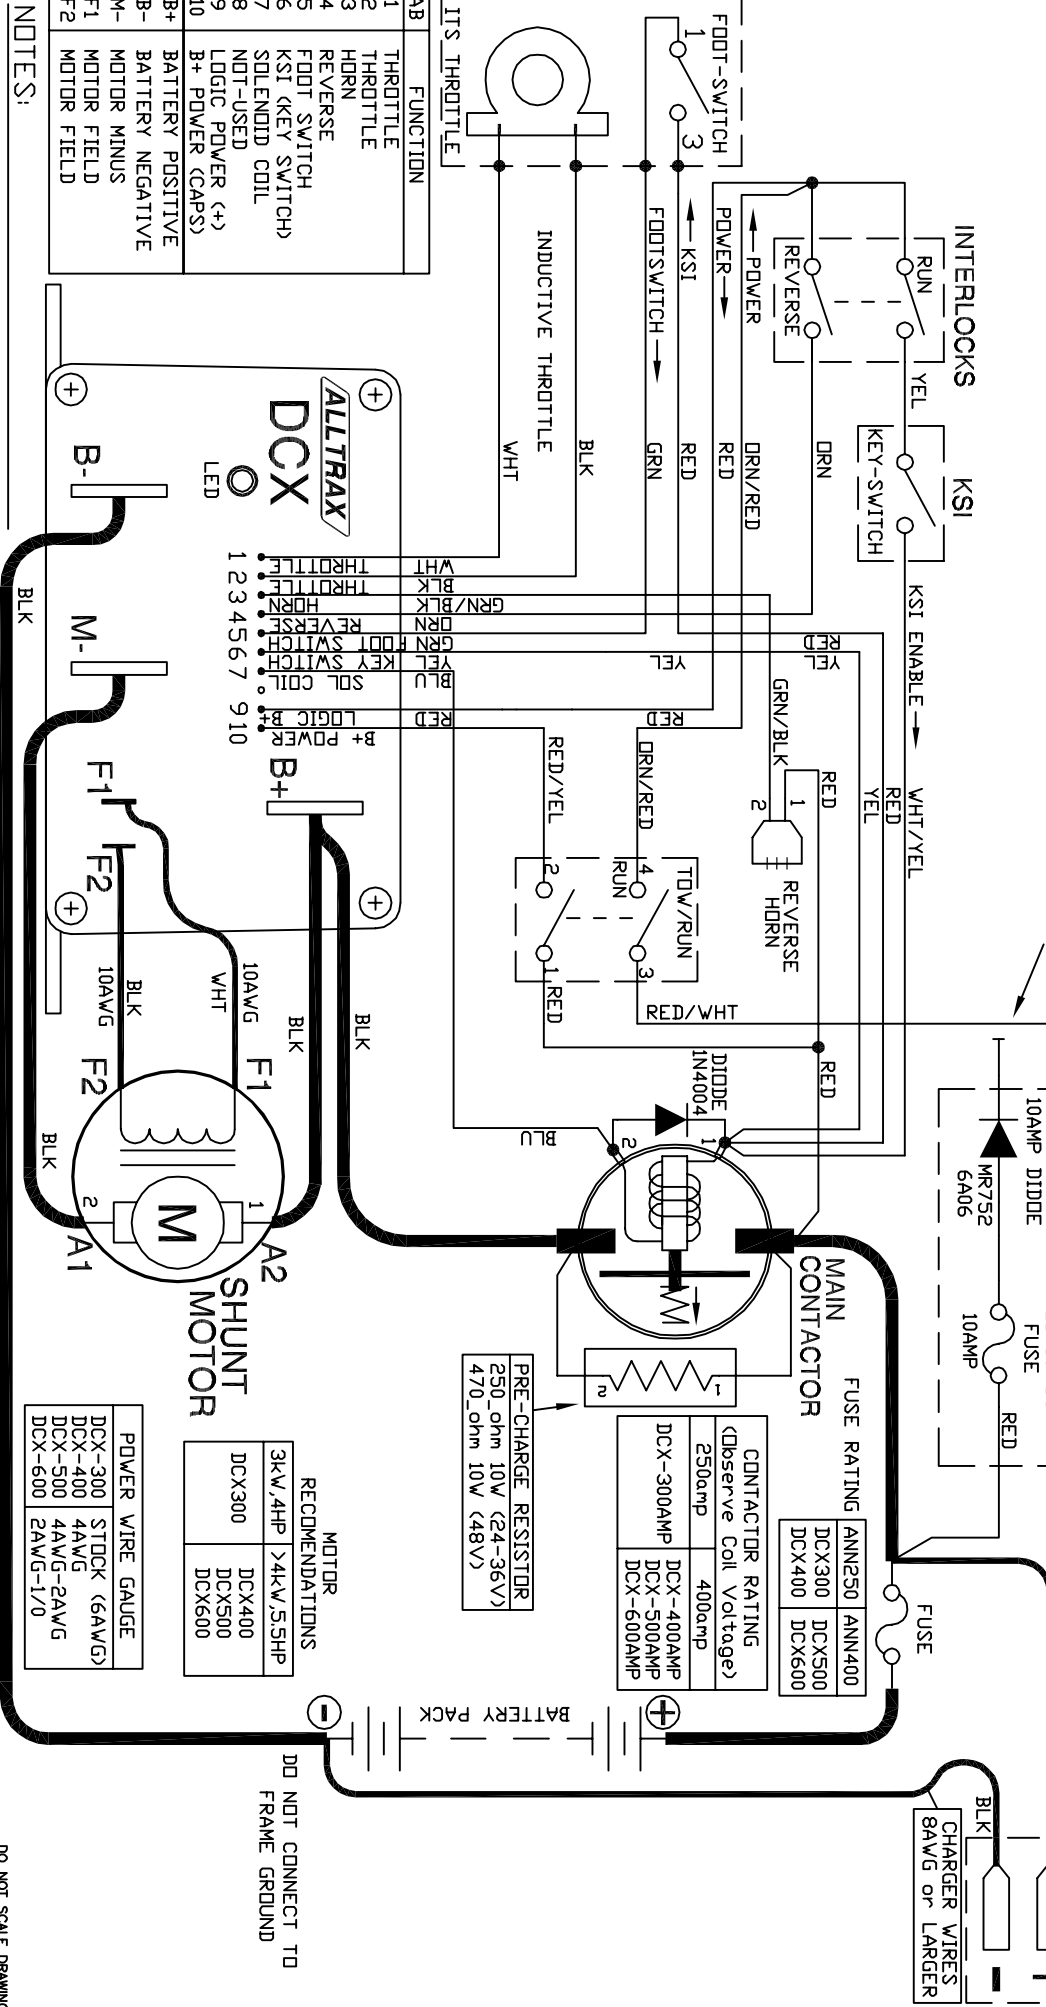 FOOT-SWITCH
1
3
ITS THROTTLE
AB FUNCTION
1 THROTTLE
2 THROTTLE
3 HORN
4 REVERSE
5 FOOT SWITCH
6 KSI (KEY SWITCH)
7 SOLENOID COIL
8 NOT-USED
9 LOGIC POWER (+)
10 B+ POWER (CAPS)
B+ BATTERY POSITIVE
B- BATTERY NEGATIVE
M- MOTOR MINUS
F1 MOTOR FIELD
F2 MOTOR FIELD
NOTES:
INTERLOCKS
RUN
REVERSE
YEL
KSI
KEY-SWITCH
KSI ENABLE
WHT/YEL
POWER
POWER
KSI
FOOTSWITCH
INDUCTIVE THROTTLE
ORN
ORN/RED
RED
RED
GRN
BLK
WHT
ALLTRAX
DCX
LED
B-
M-
F1
F2
B+
1 2 3 4 5 6 7 9 10
WHT THROTTLE
BLK THROTTLE
GRN/BLK HORN
ORN REVERSE
GRN FOOT SWITCH
YEL KEY SWITCH
BLU SOL COIL
RED LOGIC B+
B+ POWER
RED
YEL
YEL
RED
RED
YEL
GRN/BLK
RED
1
2
REVERSE
HORN
RED/YEL
ORN/RED
TOW/RUN
RUN
4
3
2
1
RED
RED/WHT
RED
BLK
BLK
10AWG
WHT
BLK
10AWG
BLK
BLK
F1
F2
1
2
M
A2
A1
SHUNT
MOTOR
BLU
DIODE
1N4004
1
2
MAIN
CONTACTOR
10AMP DIODE
MR752
6A06
FUSE
10AMP
RED
1
2
PRE-CHARGE RESISTOR
250_ohm 10W (24-36V)
470_ohm 10W (48V)
CONTACTOR RATING
(Observe Coil Voltage)
250amp 400amp
DCX-300AMP DCX-400AMP
DCX-500AMP
DCX-600AMP
FUSE RATING
ANN250 ANN400
DCX300 DCX500
DCX400 DCX600
FUSE
MOTOR
RECOMENDATIONS
3kW,4HP >4kW,5.5HP
DCX300 DCX400
DCX500
DCX600
POWER WIRE GAUGE
DCX-300 STOCK (6AWG)
DCX-400 4AWG
DCX-500 4AWG-2AWG
DCX-600 2AWG-1/0
+
BATTERY PACK
-
DO NOT CONNECT TO
FRAME GROUND
BLK
CHARGER WIRES
8AWG or LARGER
DO NOT SCALE DRAWING